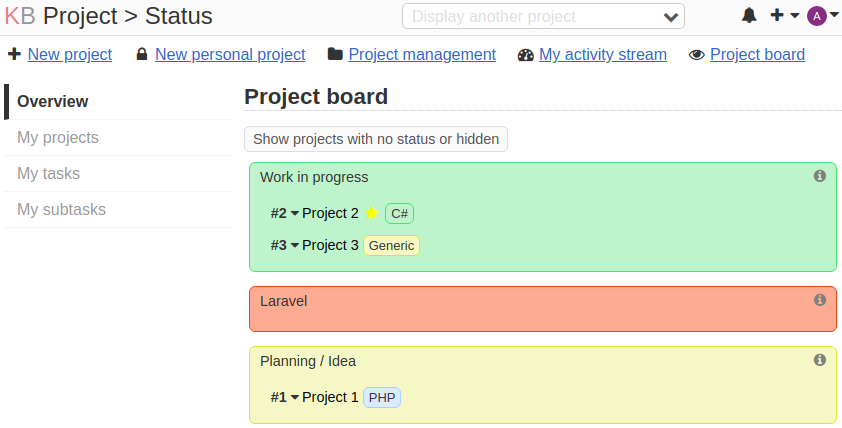 KB Project > Status
Display another project
A
New project
New personal project
Project management
My activity stream
Project board
Overview
My projects
My tasks
My subtasks
Project board
Show projects with no status or hidden
Work in progress
#2 Project 2 C#
#3 Project 3 Generic
Laravel
Planning / Idea
#1 Project 1 PHP